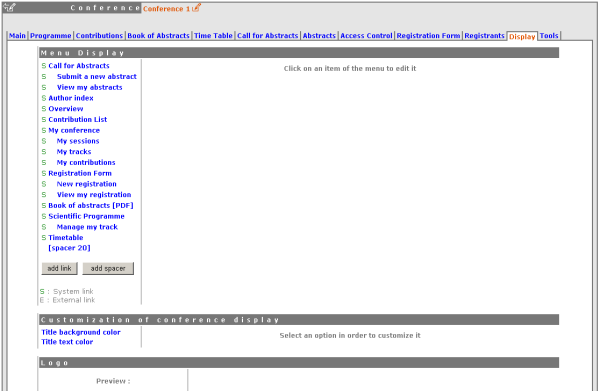 Conference Conference 1
Main Programme Contributions Book of Abstracts Time Table Call for Abstracts Abstracts Access Control Registration Form Registrants Display Tools
Menu Display
S Call for Abstracts
S Submit a new abstract
S View my abstracts
S Author index
S Overview
S Contribution List
S My conference
S My sessions
S My tracks
S My contributions
S Registration Form
S New registration
S View my registration
S Book of abstracts [PDF]
S Scientific Programme
S Manage my track
S Timetable
[spacer 20]
add link add spacer
S : System link
E : External link
Click on an item of the menu to edit it
Customization of conference display
Title background color
Title text color
Select an option in order to customize it
Logo
Preview :